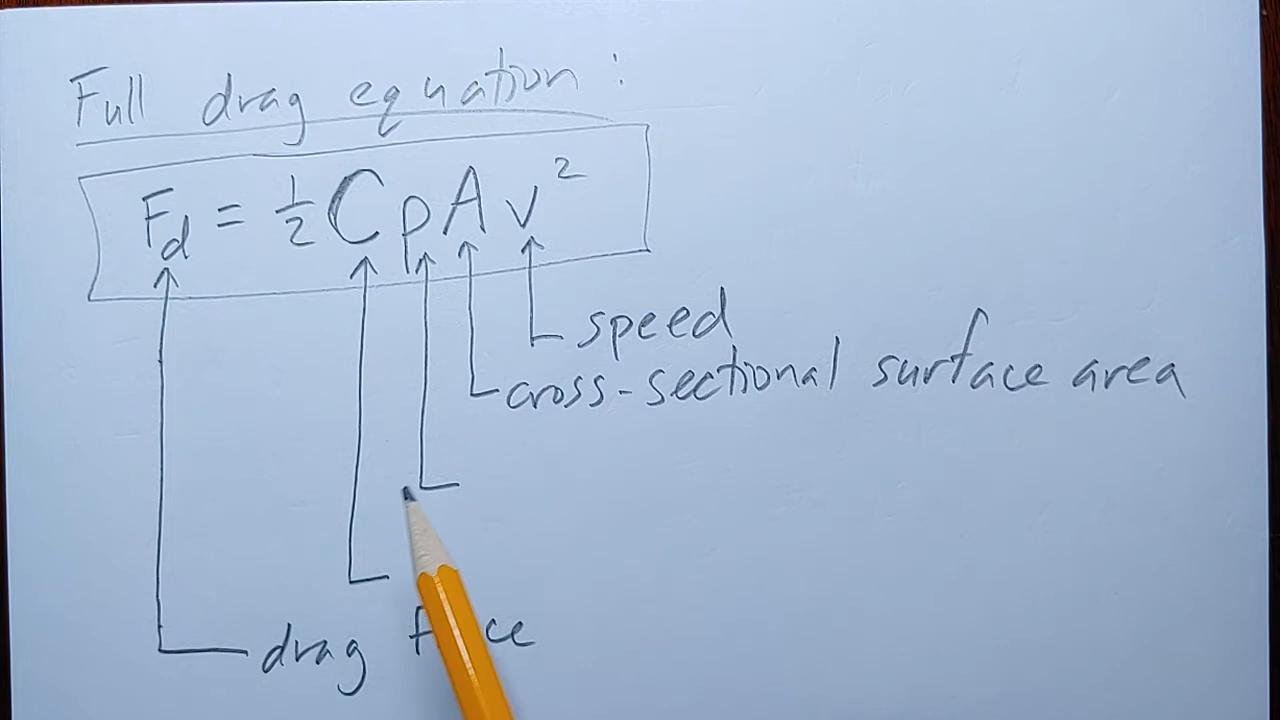 Full drag equation:
F_d = ½ C ρ A v²
speed
cross-sectional surface area
drag